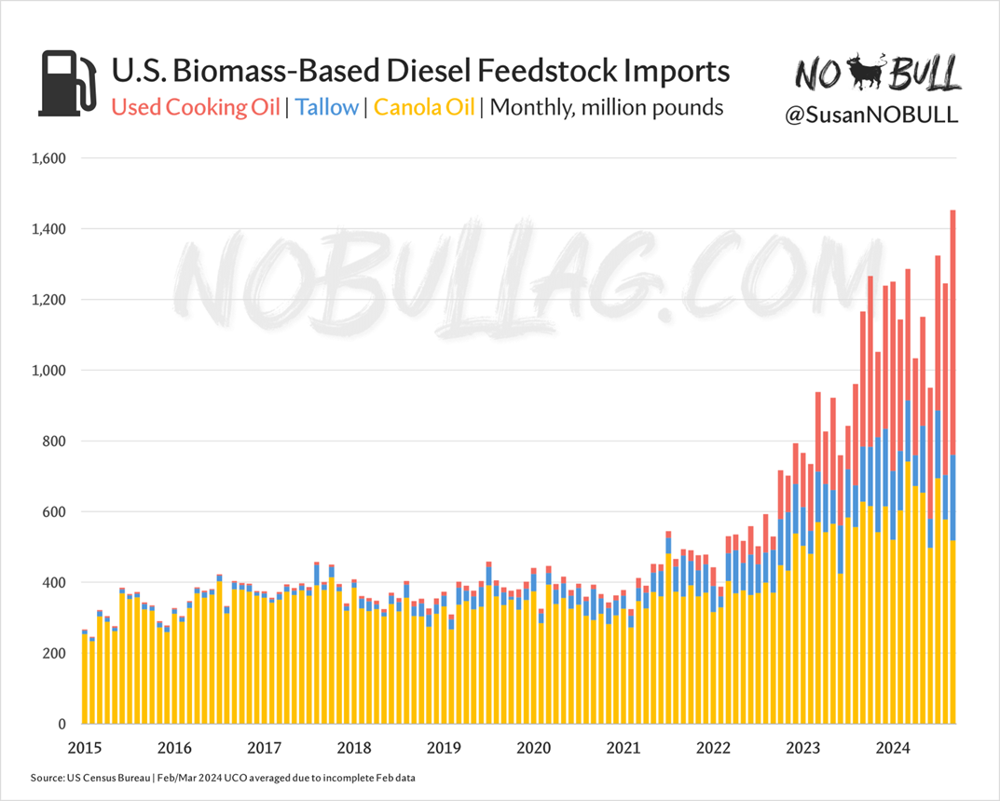 U.S. Biomass-Based Diesel Feedstock Imports
Used Cooking Oil | Tallow | Canola Oil | Monthly, million pounds
NO BULL
@SusanNOBULL
NOBULLAG.COM
1,600
1,400
1,200
1,000
800
600
400
200
0
2015 2016 2017 2018 2019 2020 2021 2022 2023 2024
Source: US Census Bureau | Feb/Mar 2024 UCO averaged due to incomplete Feb data